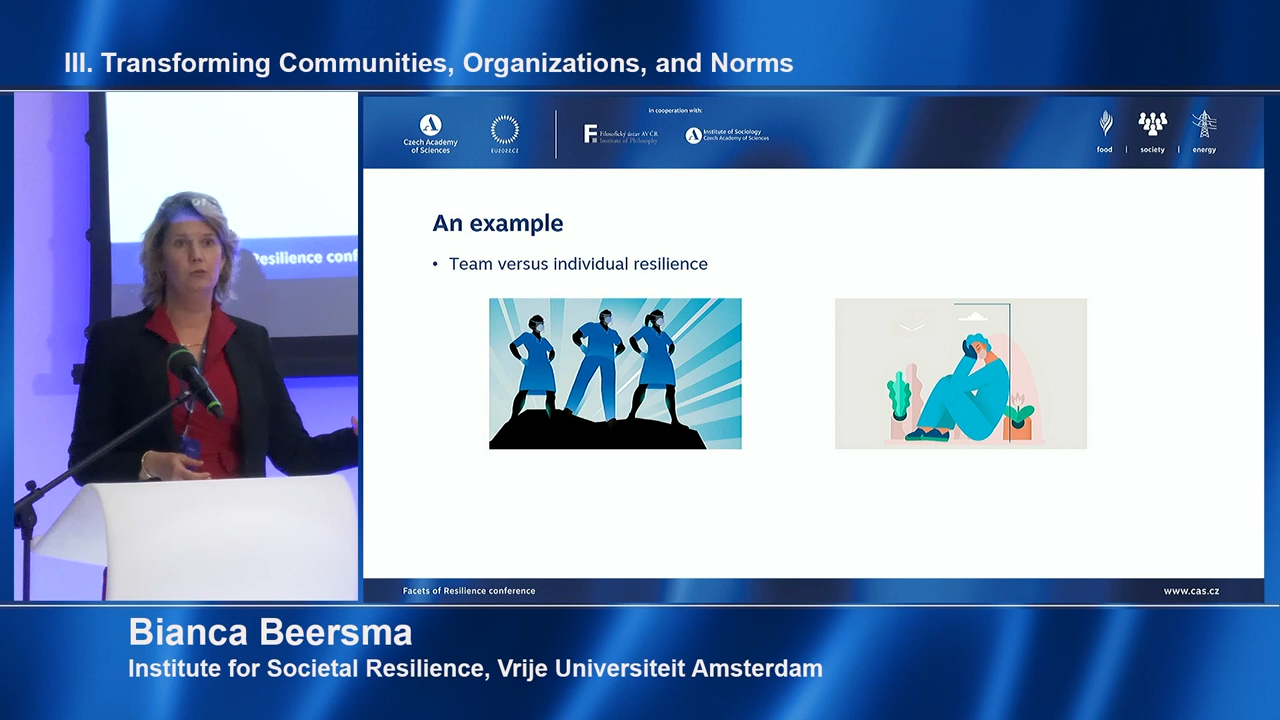 III. Transforming Communities, Organizations, and Norms
In cooperation with:
Czech Academy
of Sciences
EU2022.CZ
Filosofický ústav AV ČR
Institute of Philosophy
Institute of Sociology
Czech Academy of Sciences
food | society | energy
An example
• Team versus individual resilience
Resilience conf
Facets of Resilience conference
www.cas.cz
Bianca Beersma
Institute for Societal Resilience, Vrije Universiteit Amsterdam